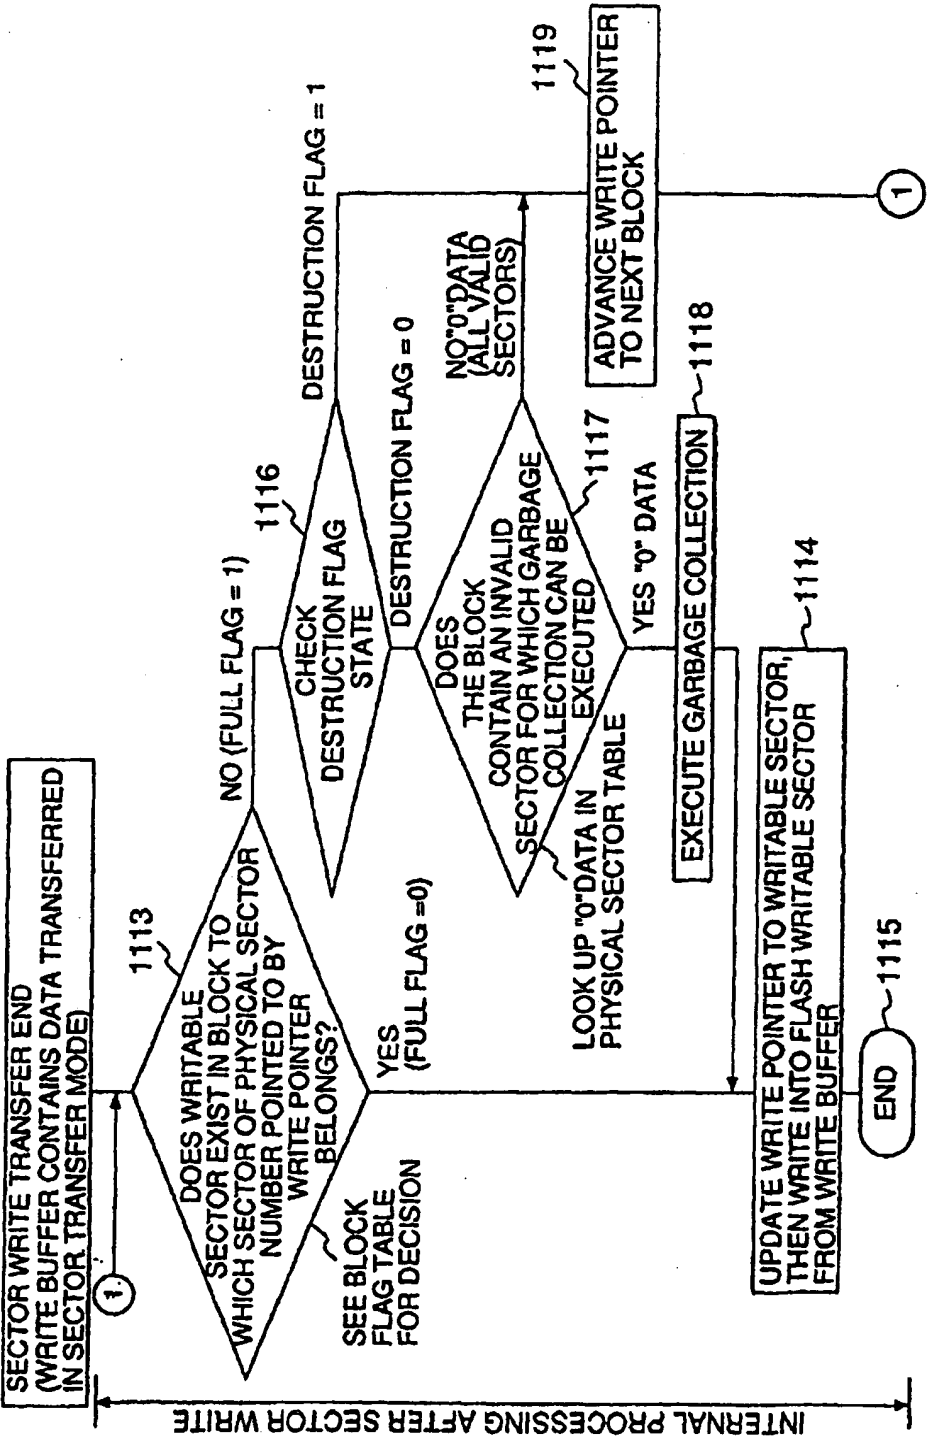 SECTOR WRITE TRANSFER END
(WRITE BUFFER CONTAINS DATA TRANSFERRED
IN SECTOR TRANSFER MODE)
1
1113
DOES WRITABLE
SECTOR EXIST IN BLOCK TO
WHICH SECTOR OF PHYSICAL SECTOR
NUMBER POINTED TO BY
WRITE POINTER
BELONGS?
SEE BLOCK
FLAG TABLE
FOR DECISION
YES
(FULL FLAG =0)
NO (FULL FLAG = 1)
1116
CHECK
DESTRUCTION FLAG
STATE
DESTRUCTION FLAG = 1
DESTRUCTION FLAG = 0
DOES
THE BLOCK
CONTAIN AN INVALID
SECTOR FOR WHICH GARBAGE
COLLECTION CAN BE
EXECUTED
1117
LOOK UP "0"DATA IN
PHYSICAL SECTOR TABLE
NO"0"DATA
(ALL VALID
SECTORS)
YES "0" DATA
1119
ADVANCE WRITE POINTER
TO NEXT BLOCK
1
EXECUTE GARBAGE COLLECTION
1118
UPDATE WRITE POINTER TO WRITABLE SECTOR,
THEN WRITE INTO FLASH WRITABLE SECTOR
FROM WRITE BUFFER
1114
END
1115
INTERNAL PROCESSING AFTER SECTOR WRITE